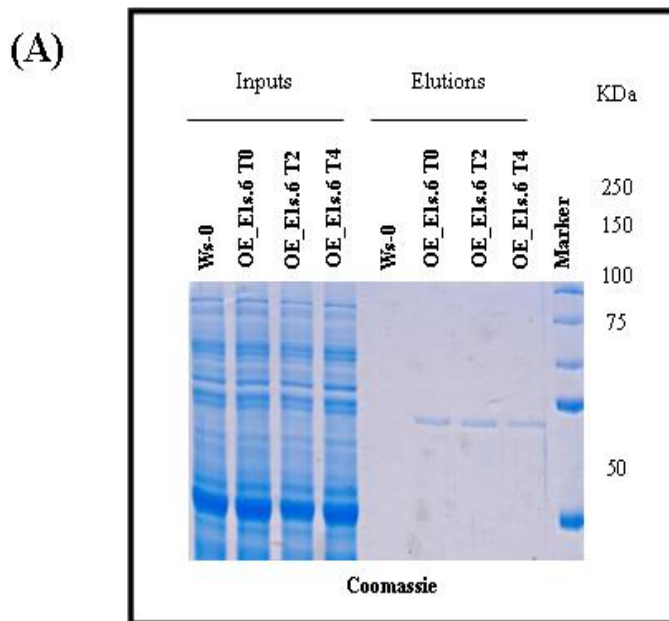 (A)
Inputs
Elutions
KDa
Ws-0
OE_E1s.6 T0
OE_E1s.6 T2
OE_E1s.6 T4
Ws-0
OE_E1s.6 T0
OE_E1s.6 T2
OE_E1s.6 T4
Marker
250
150
100
75
50
Coomassie